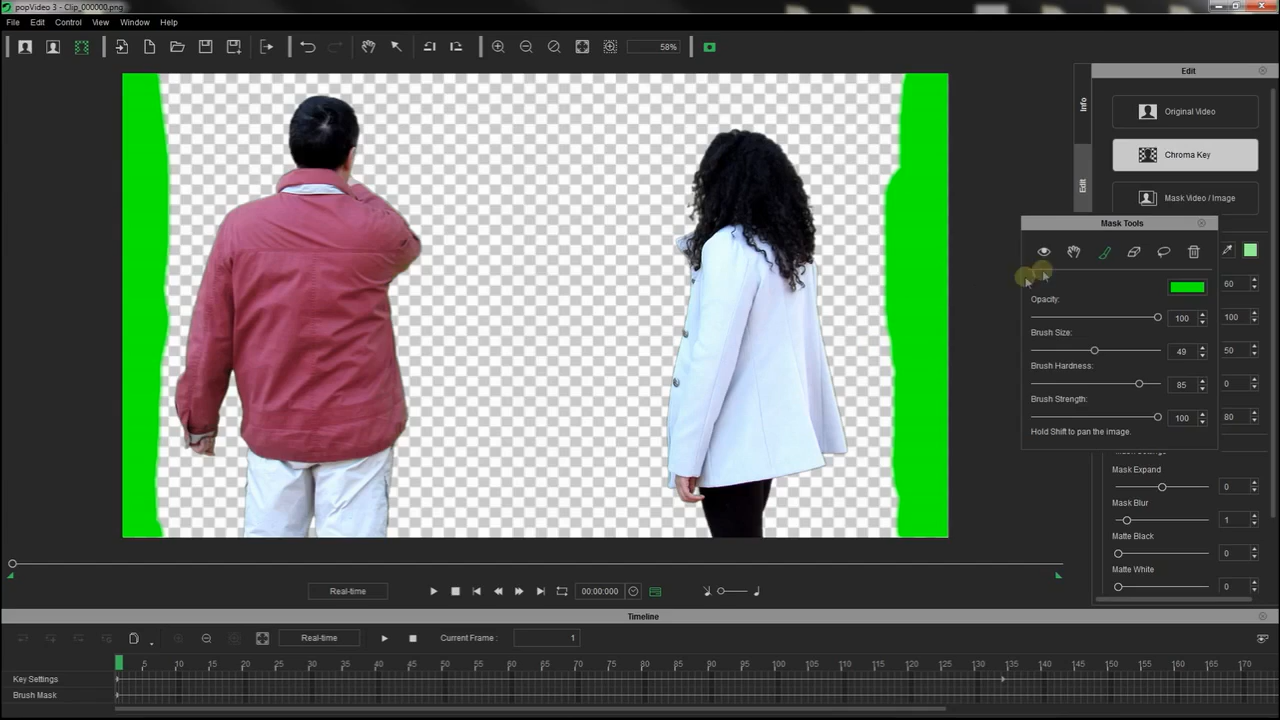 popVideo 3 - Clip_000000.png
File Edit Control View Window Help
58%
Edit
Info
Original Video
Chroma Key
Edit
Mask Video / Image
Mask Tools
60
Opacity:
100 100
Brush Size:
49 50
Brush Hardness:
85 0
Brush Strength:
100 80
Hold Shift to pan the image.
Mask Expand
0
Mask Blur
1
Matte Black
0
Matte White
0
Real-time 00:00:000
Timeline
Real-time Current Frame : 1
5 10 15 20 25 30 35 40 45 50 55 60 65 70 75 80 85 90 95 100 105 110 115 120 125 130 135 140 145 150 155 160 165 170
Key Settings
Brush Mask